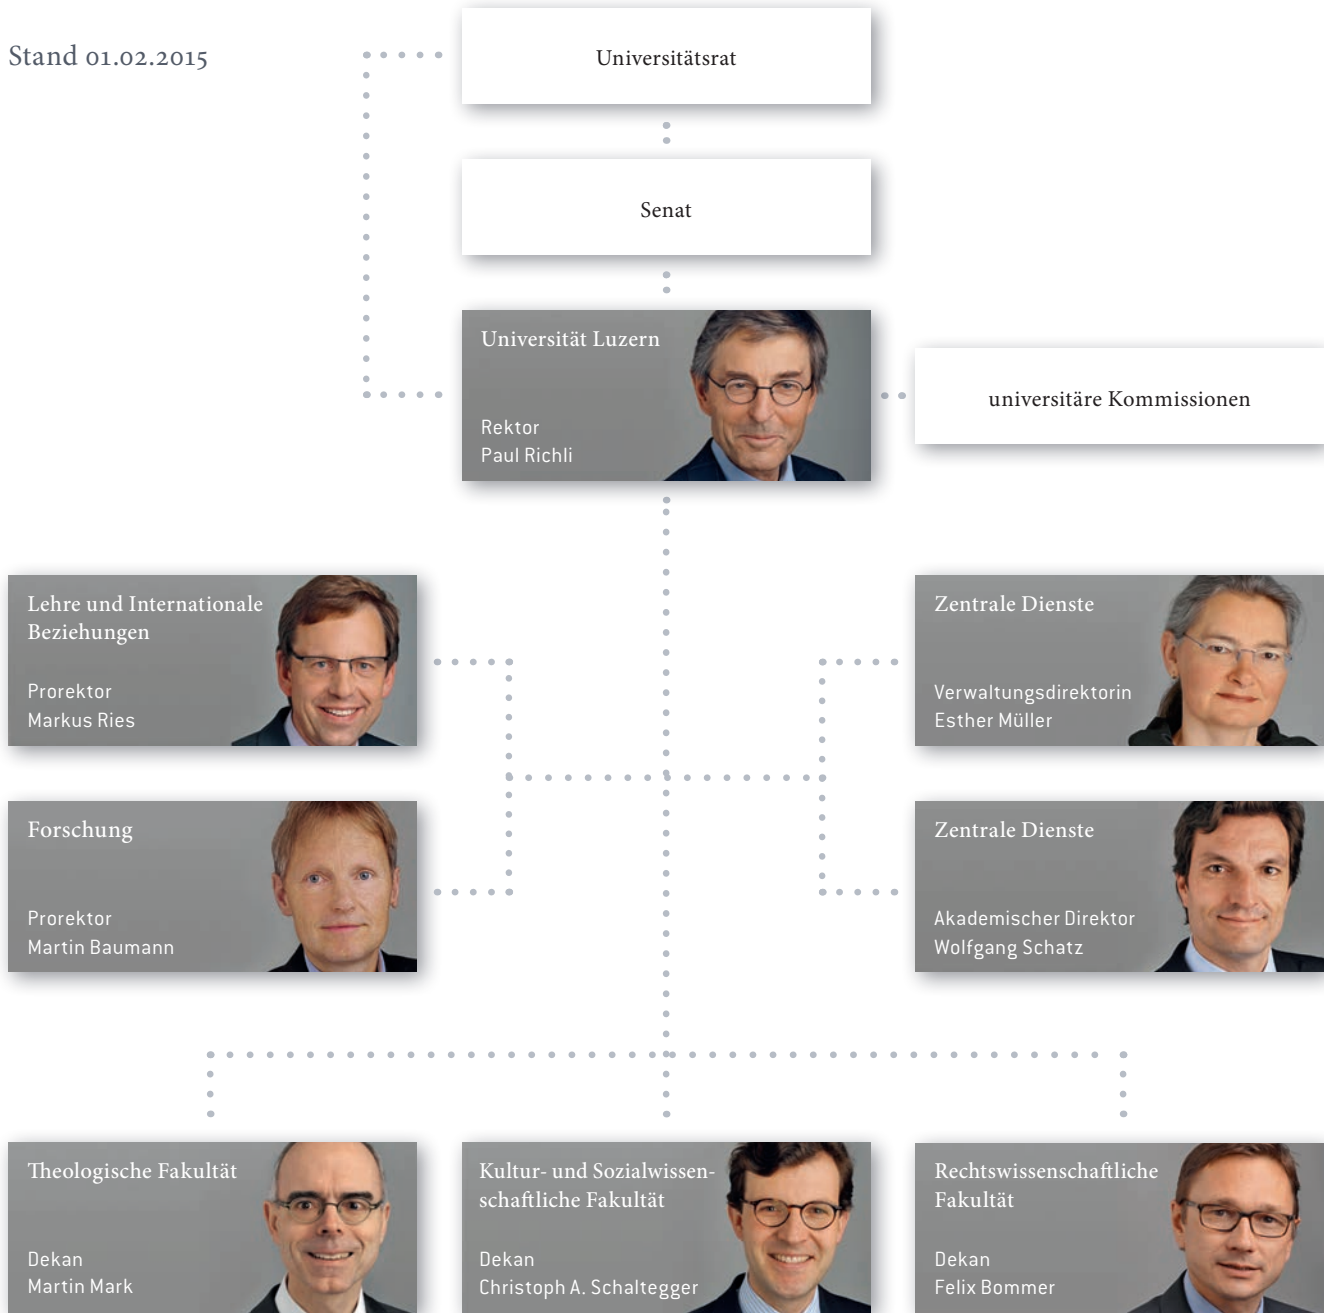 Stand 01.02.2015
Universitätsrat
Senat
Universität Luzern
Rektor
Paul Richli
universitäre Kommissionen
Lehre und Internationale
Beziehungen
Prorektor
Markus Ries
Zentrale Dienste
Verwaltungsdirektorin
Esther Müller
Forschung
Prorektor
Martin Baumann
Zentrale Dienste
Akademischer Direktor
Wolfgang Schatz
Theologische Fakultät
Dekan
Martin Mark
Kultur- und Sozialwissen-
schaftliche Fakultät
Dekan
Christoph A. Schaltegger
Rechtswissenschaftliche
Fakultät
Dekan
Felix Bommer